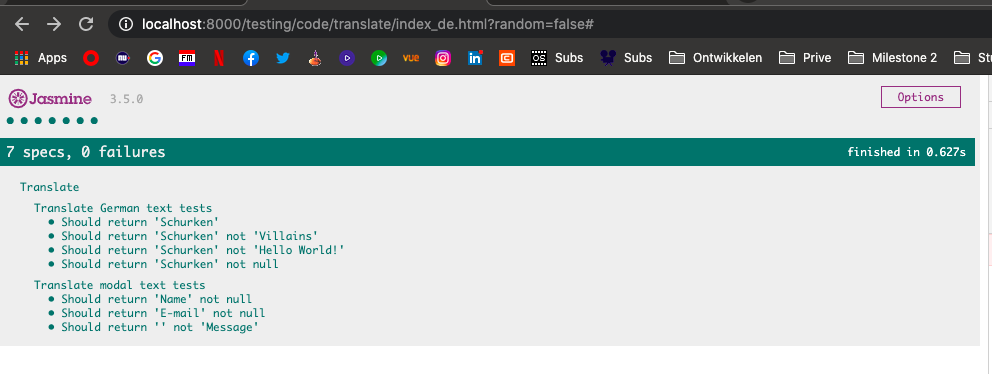 localhost:8000/testing/code/translate/index_de.html?random=false#
Apps nu G FM N VUE in Subs Subs Ontwikkelen Prive Milestone 2
Jasmine 3.5.0 Options
7 specs, 0 failures finished in 0.627s
Translate
Translate German text tests
• Should return 'Schurken'
• Should return 'Schurken' not 'Villains'
• Should return 'Schurken' not 'Hello World!'
• Should return 'Schurken' not null
Translate modal text tests
• Should return 'Name' not null
• Should return 'E-mail' not null
• Should return '' not 'Message'